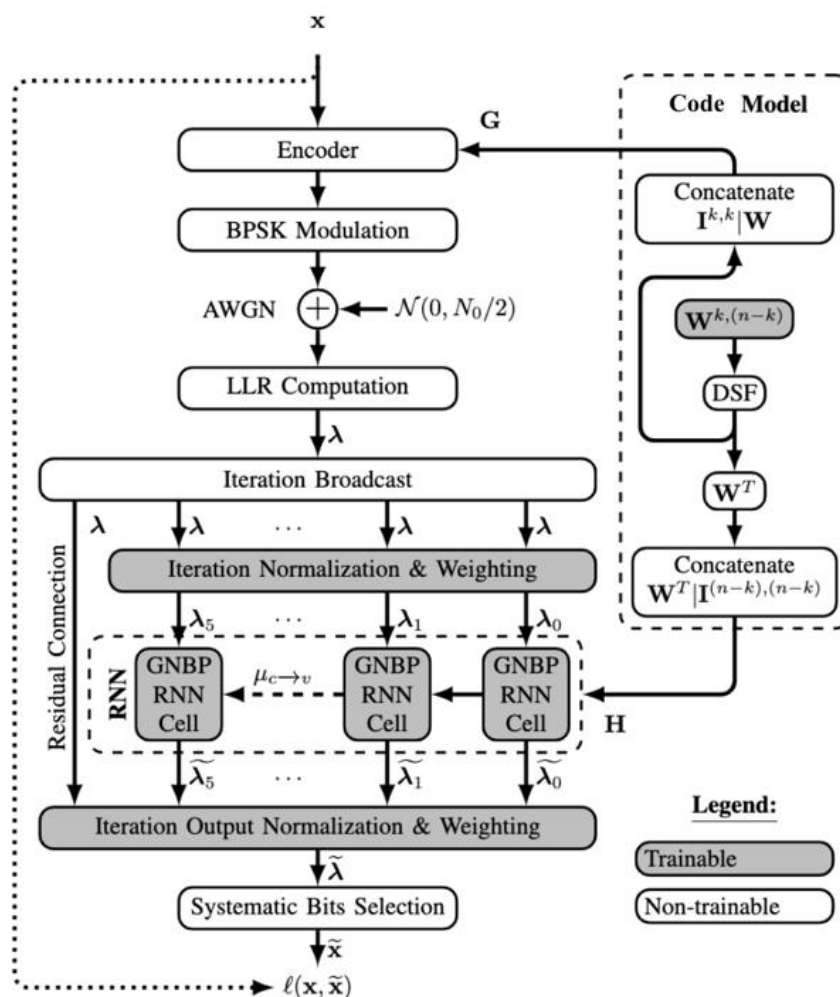 x
Code Model
G
Encoder
Concatenate
I^{k,k}|W
BPSK Modulation
AWGN + N(0, N_0/2)
W^{k,(n−k)}
LLR Computation
DSF
λ
Iteration Broadcast
W^T
λ λ ... λ λ
Residual Connection
Iteration Normalization & Weighting
Concatenate
W^T|I^{(n−k),(n−k)}
λ_5 ... λ_1 λ_0
RNN
GNBP
RNN
Cell
μ_{c→v}
GNBP
RNN
Cell
GNBP
RNN
Cell
H
λ̃_5 ... λ̃_1 λ̃_0
Legend:
Iteration Output Normalization & Weighting
Trainable
λ̃
Systematic Bits Selection
Non-trainable
x̃
ℓ(x, x̃)